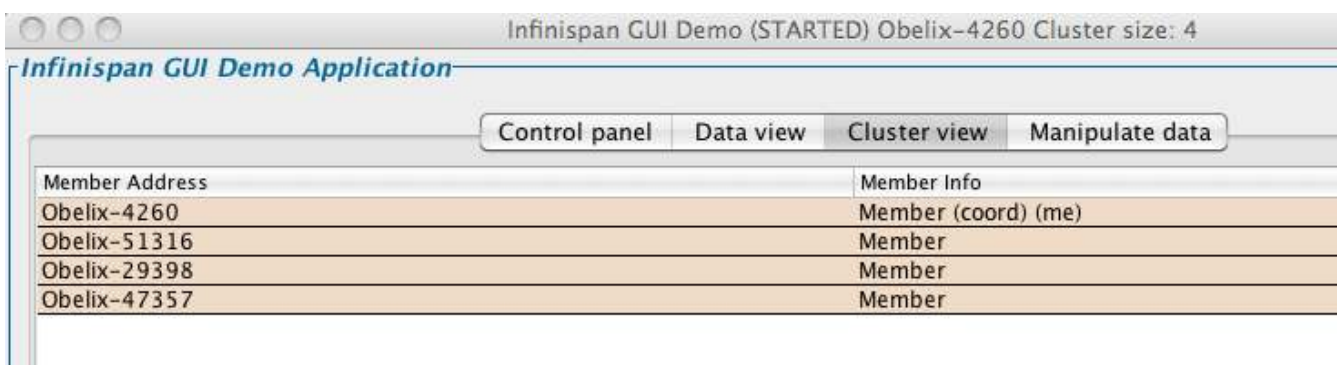 Infinispan GUI Demo (STARTED) Obelix-4260 Cluster size: 4
Infinispan GUI Demo Application
Control panel Data view Cluster view Manipulate data
Member Address Member Info
Obelix-4260 Member (coord) (me)
Obelix-51316 Member
Obelix-29398 Member
Obelix-47357 Member